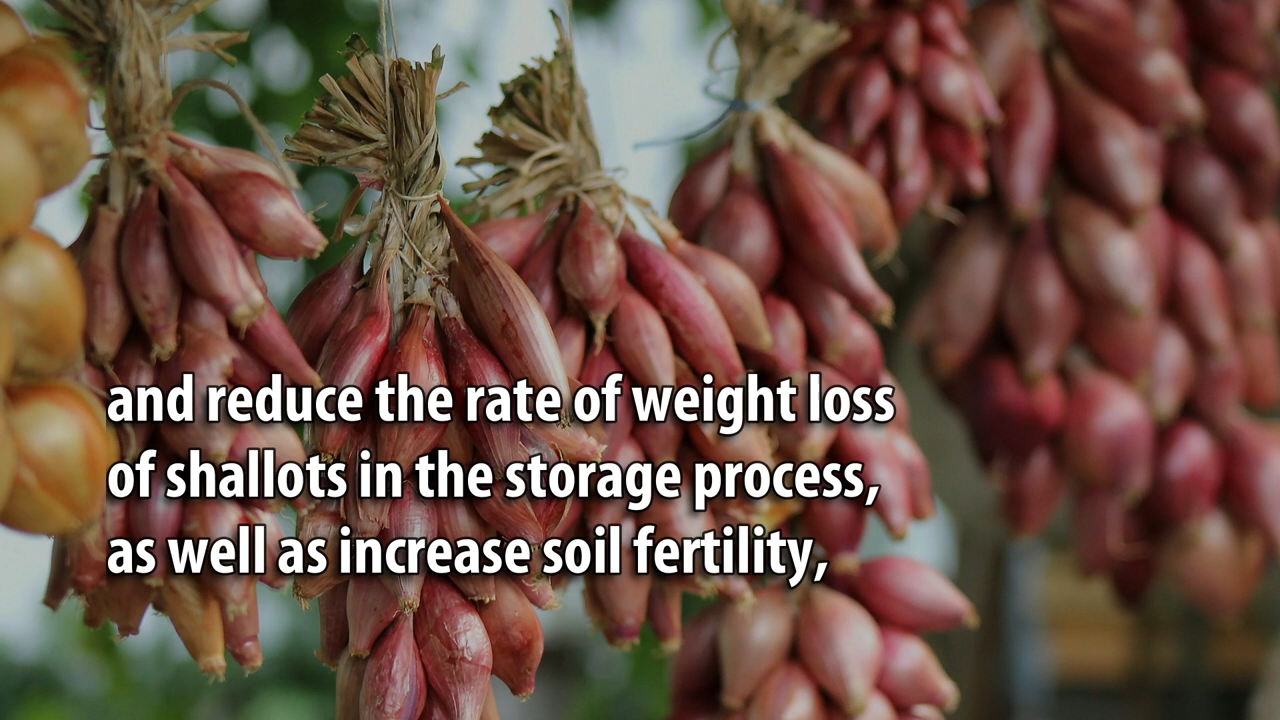 and reduce the rate of weight loss
of shallots in the storage process,
as well as increase soil fertility,